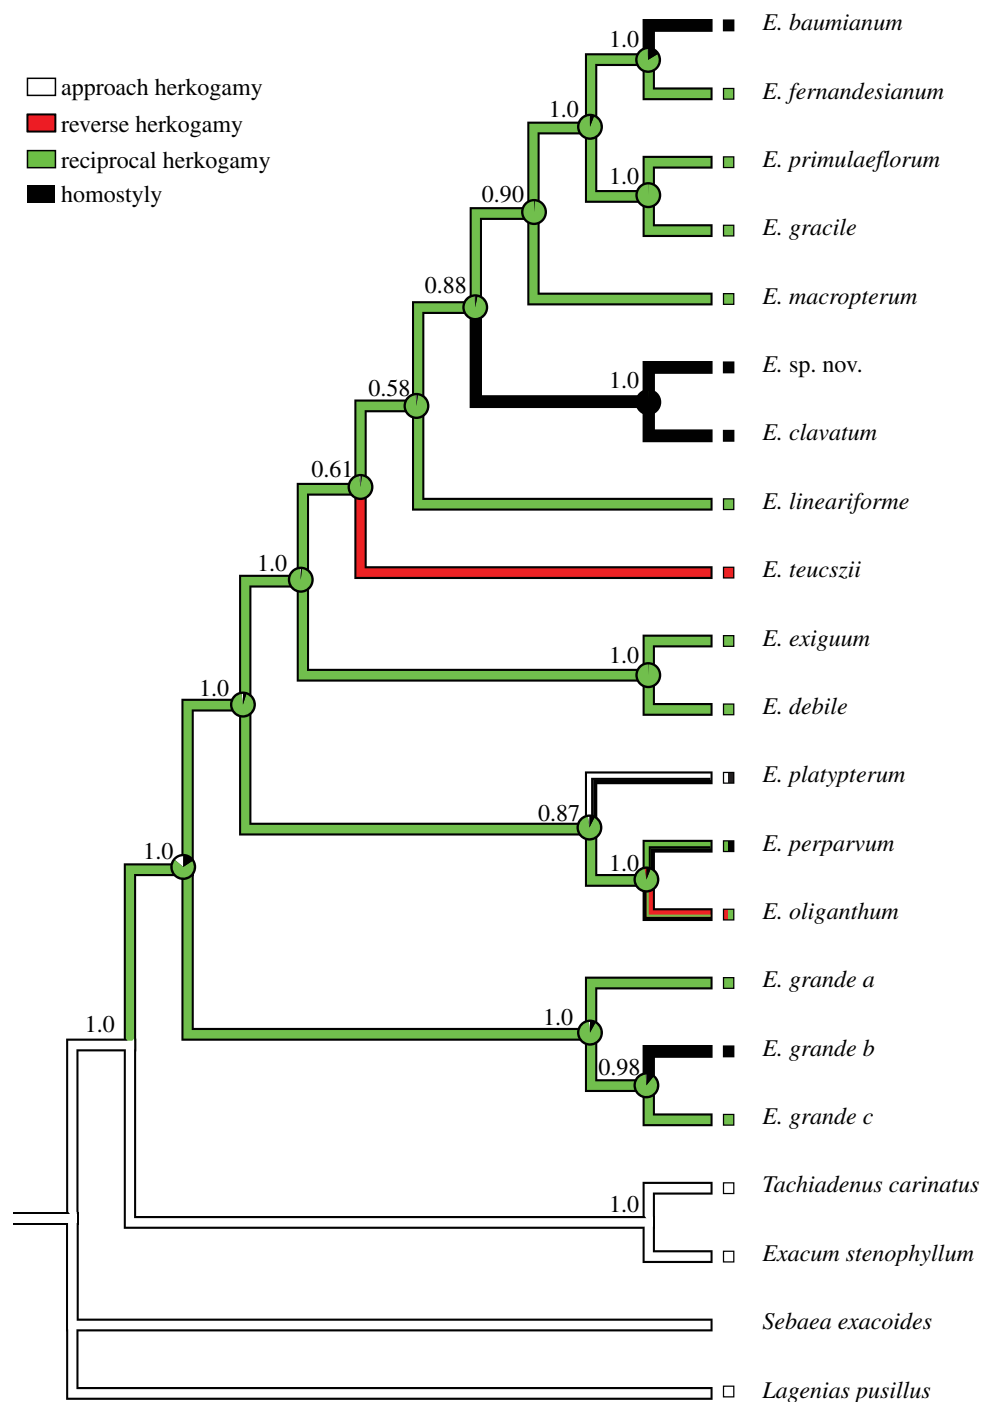 approach herkogamy
reverse herkogamy
reciprocal herkogamy
homostyly
1.0
E. baumianum
E. fernandesianum
1.0
E. primulaeflorum
1.0
E. gracile
0.90
E. macropterum
0.88
E. sp. nov.
1.0
E. clavatum
0.58
E. lineariforme
0.61
E. teucszii
1.0
E. exiguum
1.0
E. debile
1.0
E. platypterum
0.87
E. perparvum
1.0
1.0
E. oliganthum
E. grande a
1.0
1.0
E. grande b
0.98
E. grande c
Tachiadenus carinatus
1.0
Exacum stenophyllum
Sebaea exacoides
Lagenias pusillus